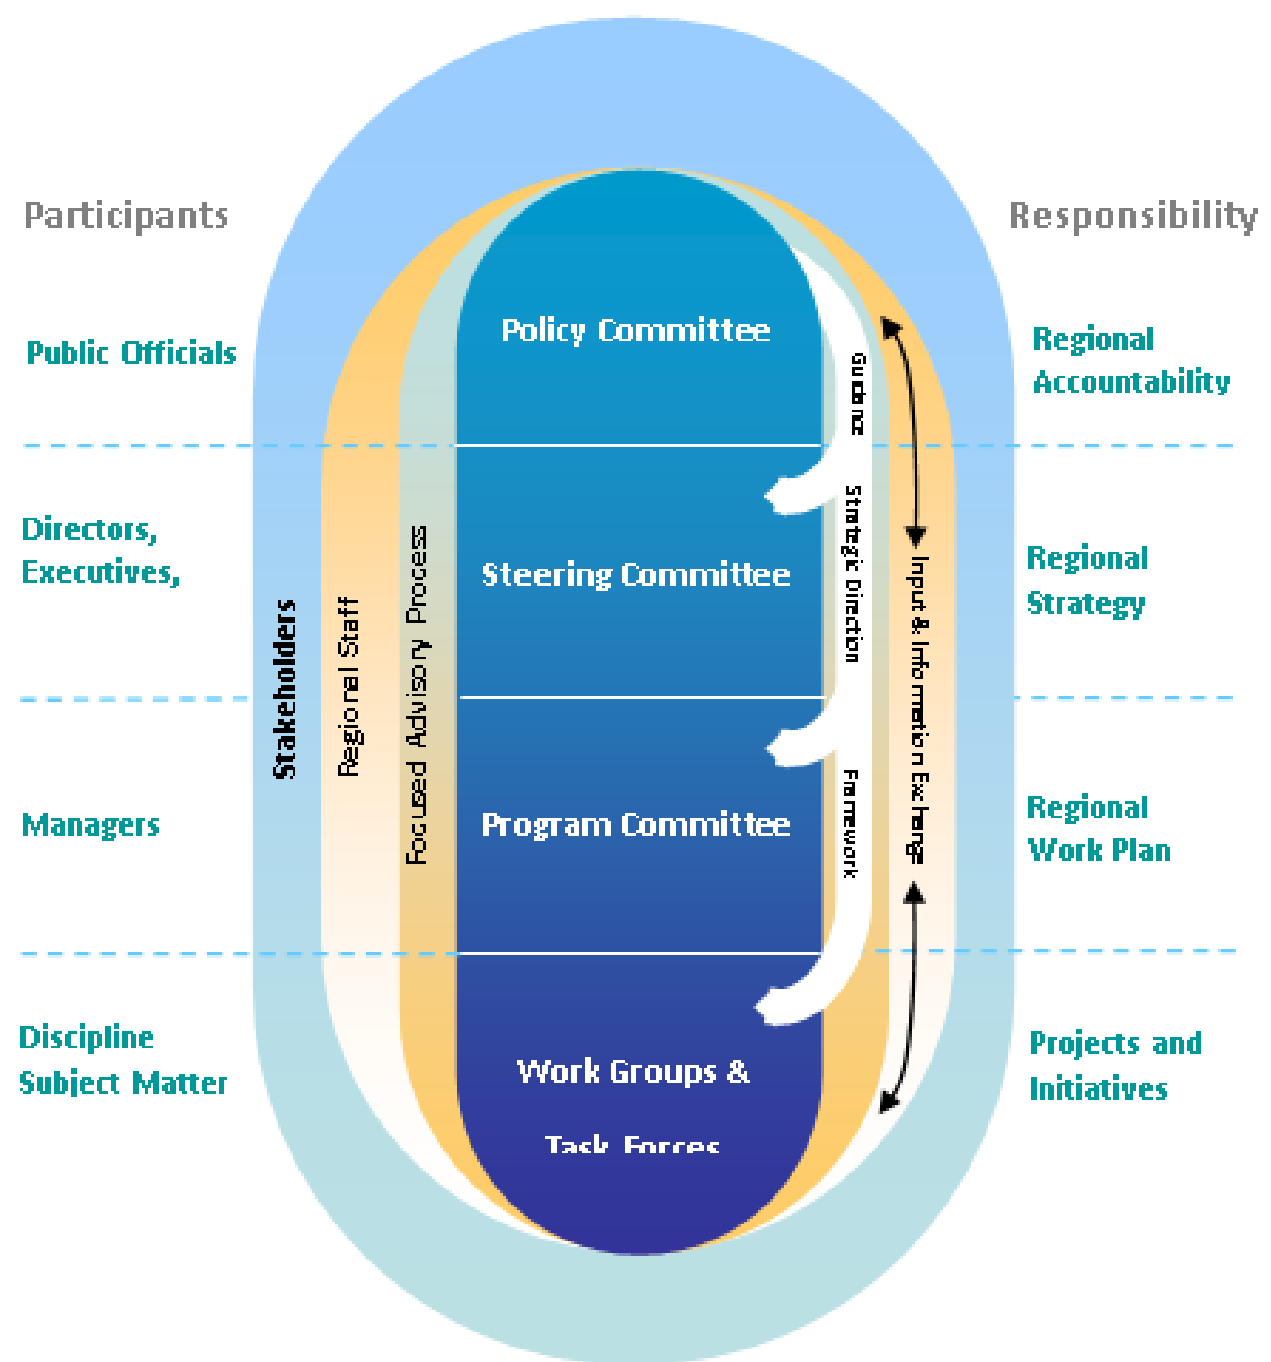 Participants
Responsibility
Public Officials
Policy Committee
Regional
Accountability
Guidance
Directors,
Executives,
Steering Committee
Strategic Direction
Regional
Strategy
Stakeholders
Regional Staff
Focused Advisory Process
Input & Information Exchange
Managers
Program Committee
Framework
Regional
Work Plan
Discipline
Subject Matter
Work Groups &
Task Forces
Projects and
Initiatives